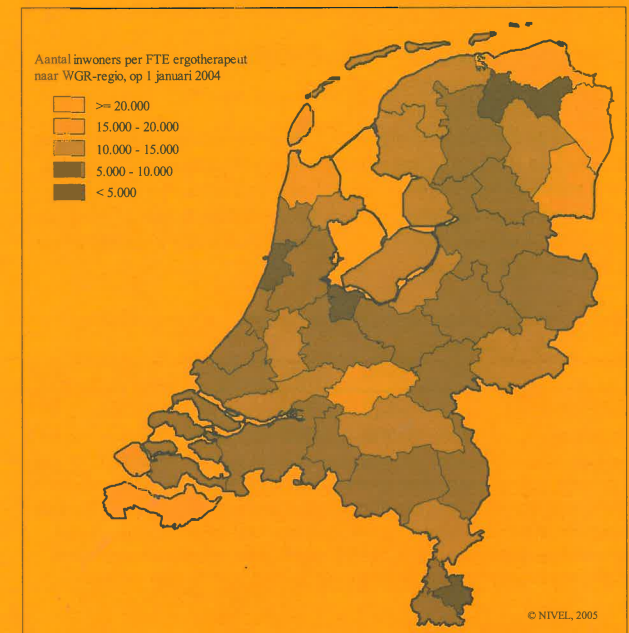 Aantal inwoners per FTE ergotherapeut
naar WGR-regio, op 1 januari 2004
>= 20.000
15.000 - 20.000
10.000 - 15.000
5.000 - 10.000
< 5.000
© NIVEL, 2005